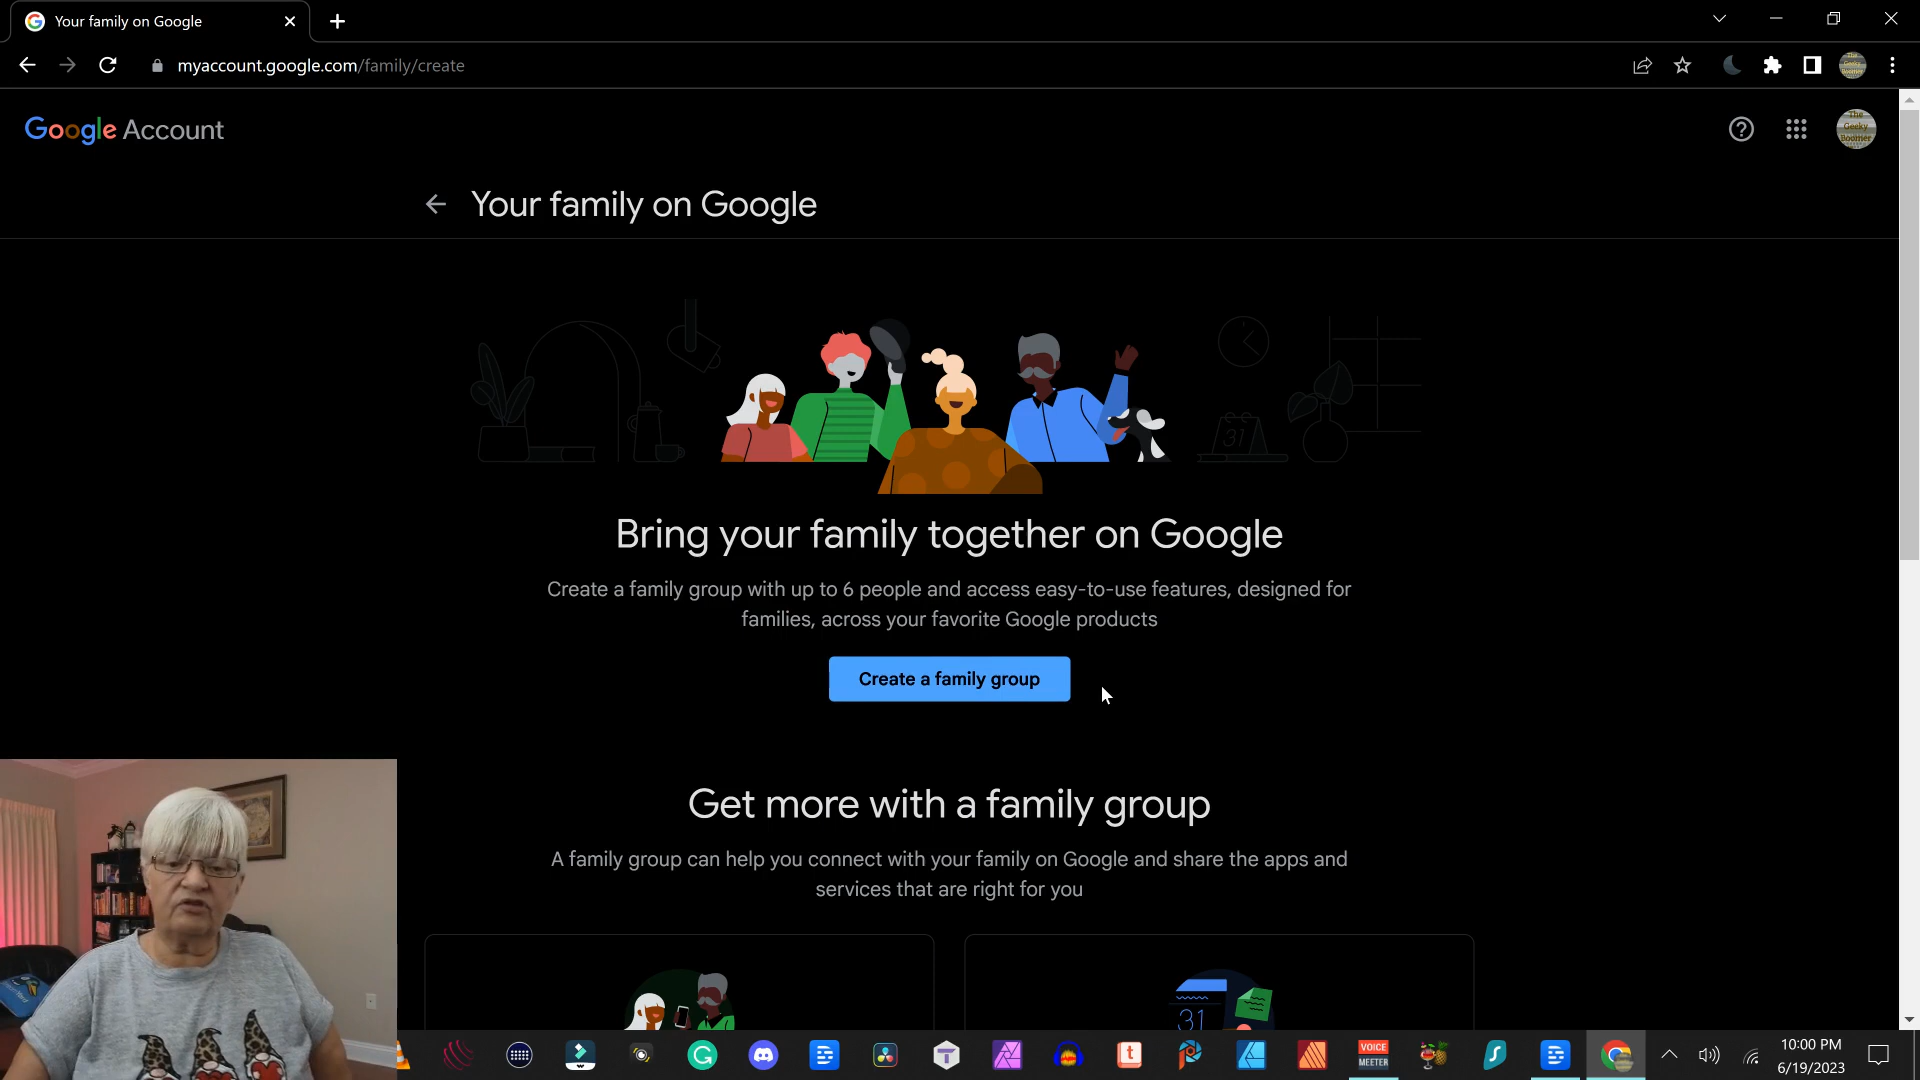 Your family on Google
myaccount.google.com/family/create
Google Account
The
Geeky
Boomer
Your family on Google
31
Bring your family together on Google
Create a family group with up to 6 people and access easy-to-use features, designed for
families, across your favorite Google products
Create a family group
Get more with a family group
A family group can help you connect with your family on Google and share the apps and
services that are right for you
31
VOICE
MEETER
10:00 PM
6/19/2023